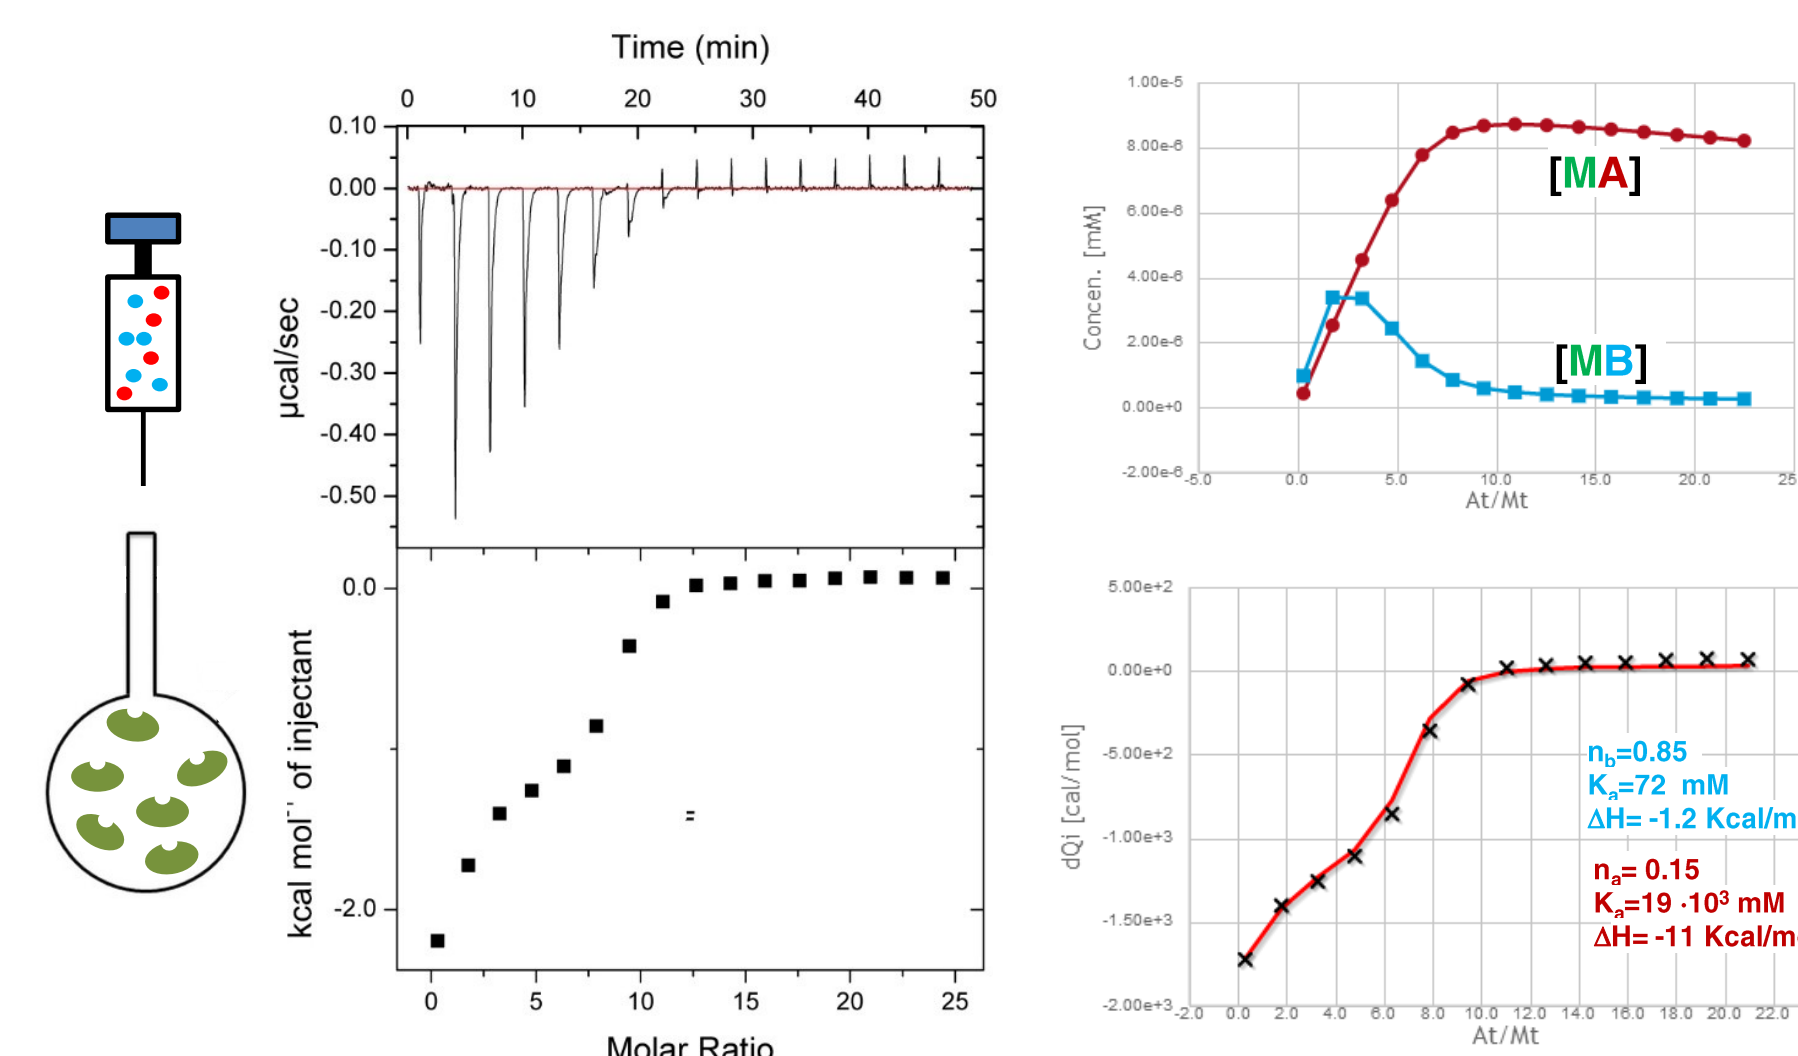 Time (min)
0 10 20 30 40 50
0.10
0.00
-0.10
-0.20
-0.30
-0.40
-0.50
µcal/sec
0.0
-2.0
kcal mol⁻¹ of injectant
=
0 5 10 15 20 25
Molar Ratio
1.00e-5
8.00e-6
6.00e-6
4.00e-6
2.00e-6
0.00e+0
-2.00e-6
Concen. [mM]
[MA]
[MB]
-5.0 0.0 5.0 10.0 15.0 20.0 25
At/Mt
5.00e+2
0.00e+0
-5.00e+2
-1.00e+3
-1.50e+3
-2.00e+3
dQi [cal/mol]
nb=0.85
Ka=72 mM
ΔH= -1.2 Kcal/m
na= 0.15
Ka=19 ·10³ mM
ΔH= -11 Kcal/m
-2.0 0.0 2.0 4.0 6.0 8.0 10.0 12.0 14.0 16.0 18.0 20.0 22.0
At/Mt